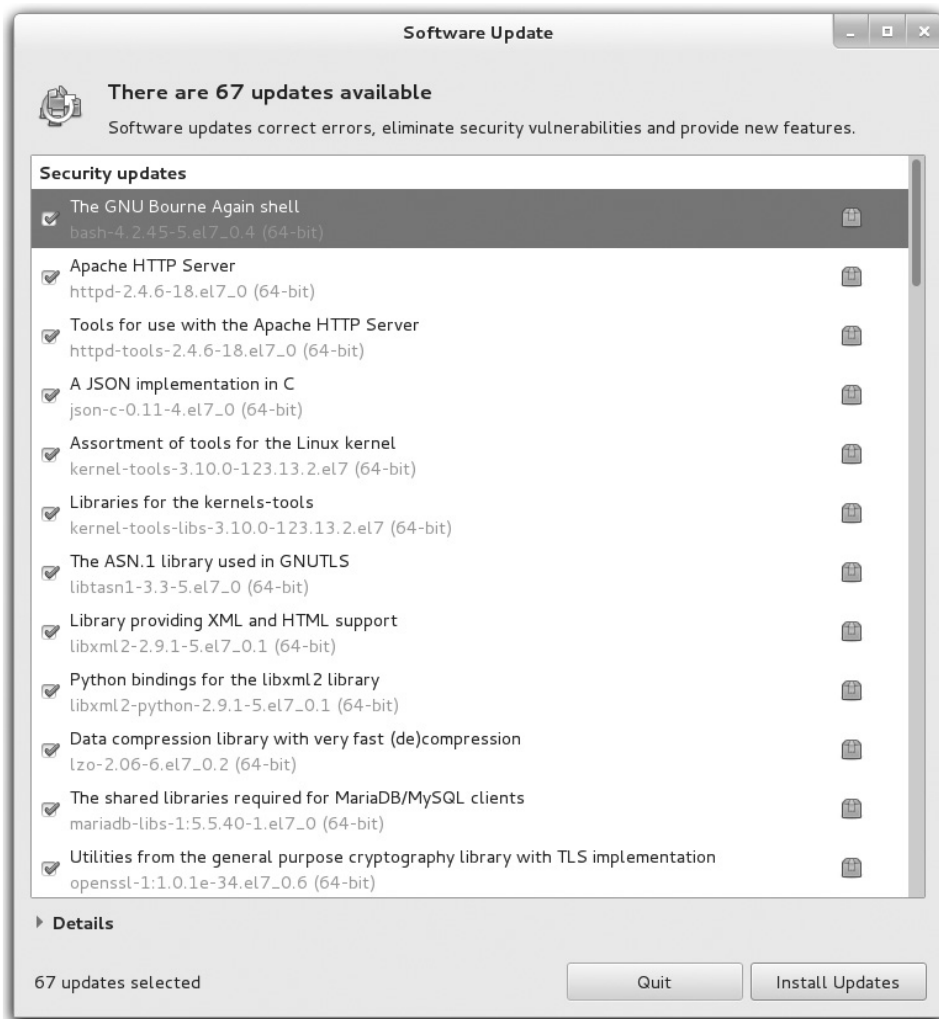 Software Update
There are 67 updates available
Software updates correct errors, eliminate security vulnerabilities and provide new features.
Security updates
The GNU Bourne Again shell
bash-4.2.45-5.el7_0.4 (64-bit)
Apache HTTP Server
httpd-2.4.6-18.el7_0 (64-bit)
Tools for use with the Apache HTTP Server
httpd-tools-2.4.6-18.el7_0 (64-bit)
A JSON implementation in C
json-c-0.11-4.el7_0 (64-bit)
Assortment of tools for the Linux kernel
kernel-tools-3.10.0-123.13.2.el7 (64-bit)
Libraries for the kernels-tools
kernel-tools-libs-3.10.0-123.13.2.el7 (64-bit)
The ASN.1 library used in GNUTLS
libtasn1-3.3-5.el7_0 (64-bit)
Library providing XML and HTML support
libxml2-2.9.1-5.el7_0.1 (64-bit)
Python bindings for the libxml2 library
libxml2-python-2.9.1-5.el7_0.1 (64-bit)
Data compression library with very fast (de)compression
lzo-2.06-6.el7_0.2 (64-bit)
The shared libraries required for MariaDB/MySQL clients
mariadb-libs-1:5.5.40-1.el7_0 (64-bit)
Utilities from the general purpose cryptography library with TLS implementation
openssl-1:1.0.1e-34.el7_0.6 (64-bit)
Details
67 updates selected
Quit
Install Updates